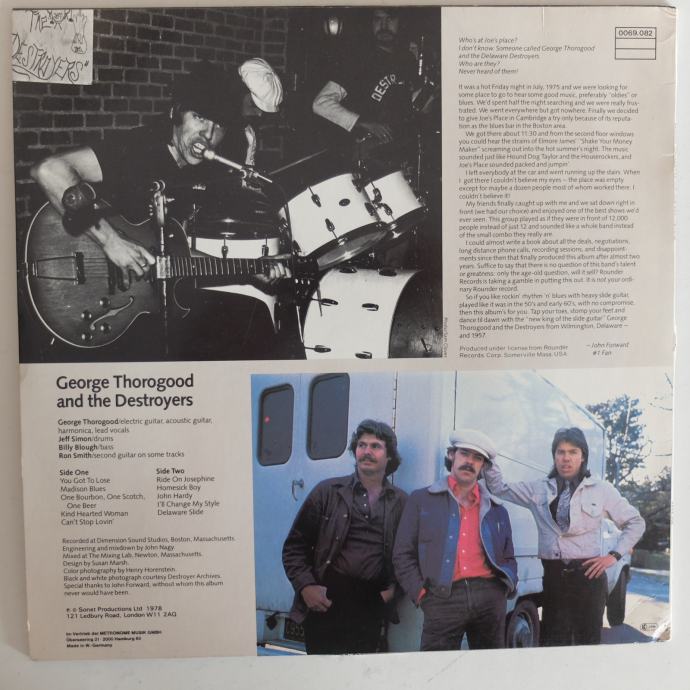 THE
DESTROYERS"
DEST
0069.082
Who's at Joe's place?
I don't know. Someone called George Thorogood
and the Delaware Destroyers.
Who are they?
Never heard of them!
It was a hot Friday night in July, 1975 and we were looking for
some place to go to hear some good music, preferably "oldies" or
blues. We'd spent half the night searching and we were really frus-
trated. We went everywhere but got nowhere. Finally we decided
to give Joe's Place in Cambridge a try only because of its reputa-
tion as the blues bar in the Boston area.
We got there about 11:30 and from the second floor windows
you could hear the strains of Elmore James' "Shake Your Money
Maker" screaming out into the hot summer's night. The music
sounded just like Hound Dog Taylor and the Houserockers, and
Joe's Place sounded packed and jumpin'.
I left everybody at the car and went running up the stairs. When
I got there I couldn't believe my eyes – the place was empty
except for maybe a dozen people most of whom worked there. I
couldn't believe it!
My friends finally caught up with me and we sat down right in
front (we had our choice) and enjoyed one of the best shows we'd
ever seen. This group played as if they were in front of 12,000
people instead of just 12 and sounded like a whole band instead
of the small combo they really are.
I could almost write a book about all the deals, negotiations,
long distance phone calls, recording sessions, and disappoint-
ments since then that finally produced this album after almost two
years. Suffice to say that there is no question of this band's talent
or greatness: only the age-old question, will it sell? Rounder
Records is taking a gamble in putting this out. It is not your ordi-
nary Rounder record.
So if you like rockin' rhythm 'n' blues with heavy slide guitar,
played like it was in the 50's and early 60's, with no compromise,
then this album's for you. Tap your toes, stomp your feet and
dance til dawn with the "new king of the slide guitar" George
Thorogood and the Destroyers from Wilmington, Delaware –
and 1957.
– John Forward
#1 Fan
Produced under license from Rounder
Records Corp. Somerville Mass. USA
George Thorogood
and the Destroyers
George Thorogood/electric guitar, acoustic guitar,
harmonica, lead vocals
Jeff Simon/drums
Billy Blough/bass
Ron Smith/second guitar on some tracks
Side One
You Got To Lose
Madison Blues
One Bourbon, One Scotch,
One Beer
Kind Hearted Woman
Can't Stop Lovin'
Side Two
Ride On Josephine
Homesick Boy
John Hardy
I'll Change My Style
Delaware Slide
Recorded at Dimension Sound Studios, Boston, Massachusetts.
Engineering and mixdown by John Nagy
Mixed at The Mixing Lab, Newton, Massachusetts.
Design by Susan Marsh.
Color photography by Henry Horenstein.
Black and white photograph courtesy Destroyer Archives.
Special thanks to John Forward, without whom this album
never would have been.
℗ © Sonet Productions Ltd 1978
121 Ledbury Road, London W11 2AQ
Im Vertrieb der METRONOME MUSIK GMBH
Überseering 21 · 2000 Hamburg 60
Made in W.-Germany